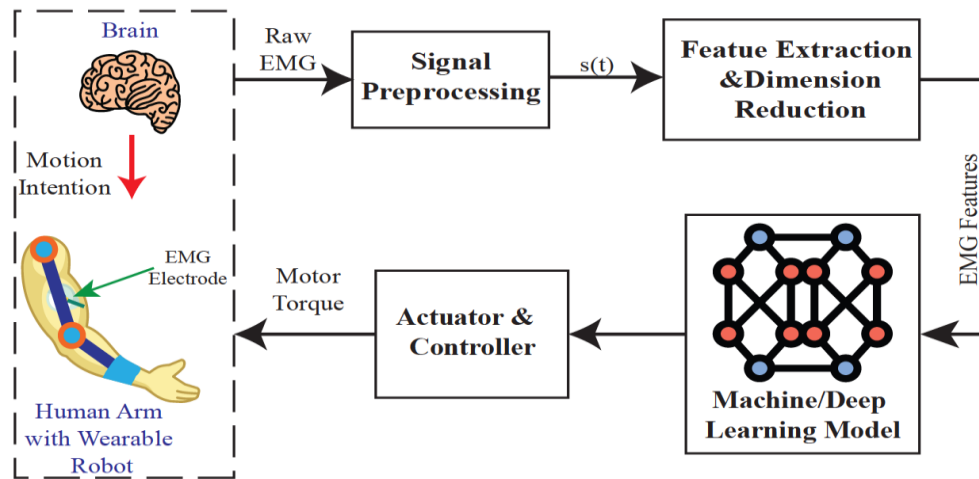 Brain
Motion
Intention
EMG
Electrode
Human Arm
with Wearable
Robot
Raw
EMG
Signal
Preprocessing
s(t)
Featue Extraction
&Dimension
Reduction
EMG Features
Machine/Deep
Learning Model
Actuator &
Controller
Motor
Torque